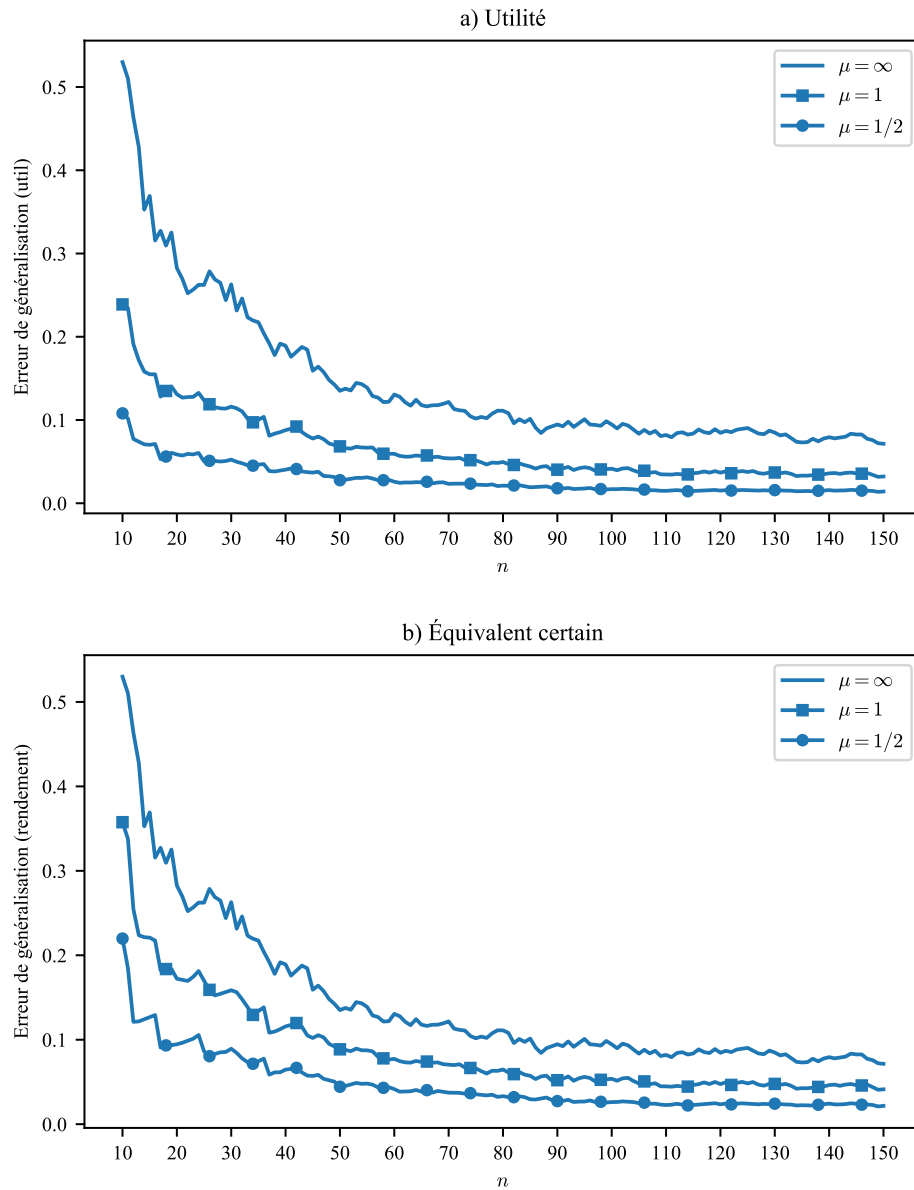 a) Utilité
μ = ∞
μ = 1
μ = 1/2
Erreur de généralisation (util)
0.5
0.4
0.3
0.2
0.1
0.0
10 20 30 40 50 60 70 80 90 100 110 120 130 140 150
n
b) Équivalent certain
μ = ∞
μ = 1
μ = 1/2
Erreur de généralisation (rendement)
0.5
0.4
0.3
0.2
0.1
0.0
10 20 30 40 50 60 70 80 90 100 110 120 130 140 150
n